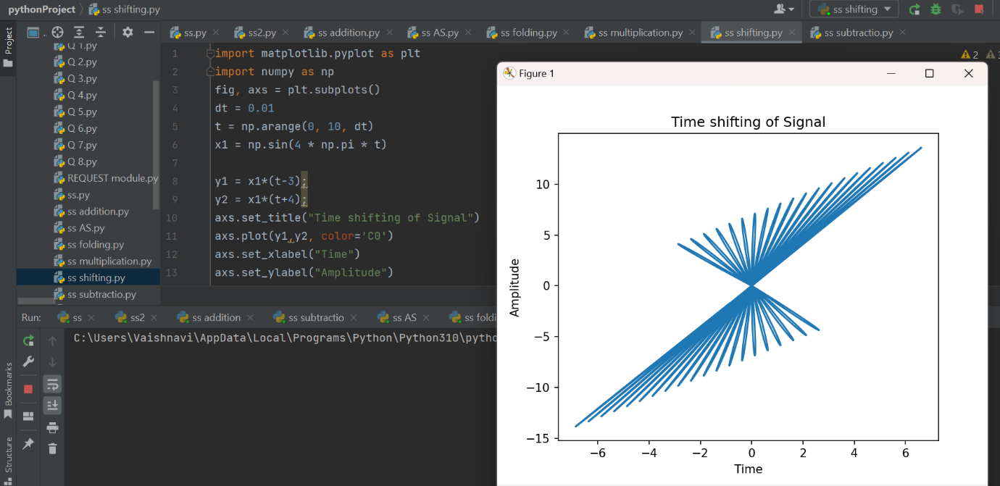 pythonProject ss shifting.py ss shifting
Project
ss.py ss2.py ss addition.py ss AS.py ss folding.py ss multiplication.py ss shifting.py ss subtractio.py
Q 1.py
Q 2.py
Q 3.py
Q 4.py
Q 5.py
Q 6.py
Q 7.py
Q 8.py
REQUEST module.py
ss.py
ss addition.py
ss AS.py
ss folding.py
ss multiplication.py
ss shifting.py
ss subtractio.py
1 import matplotlib.pyplot as plt
2 import numpy as np
3 fig, axs = plt.subplots()
4 dt = 0.01
5 t = np.arange(0, 10, dt)
6 x1 = np.sin(4 * np.pi * t)
7
8 y1 = x1*(t-3);
9 y2 = x1*(t+4);
10 axs.set_title("Time shifting of Signal")
11 axs.plot(y1,y2, color='C0')
12 axs.set_xlabel("Time")
13 axs.set_ylabel("Amplitude")
2 3
Figure 1
Time shifting of Signal
Amplitude
10
5
0
−5
−10
−15
−6 −4 −2 0 2 4 6
Time
Run: ss ss2 ss addition ss subtractio ss AS ss foldi
C:\Users\Vaishnavi\AppData\Local\Programs\Python\Python310\pytho
Bookmarks
Structure